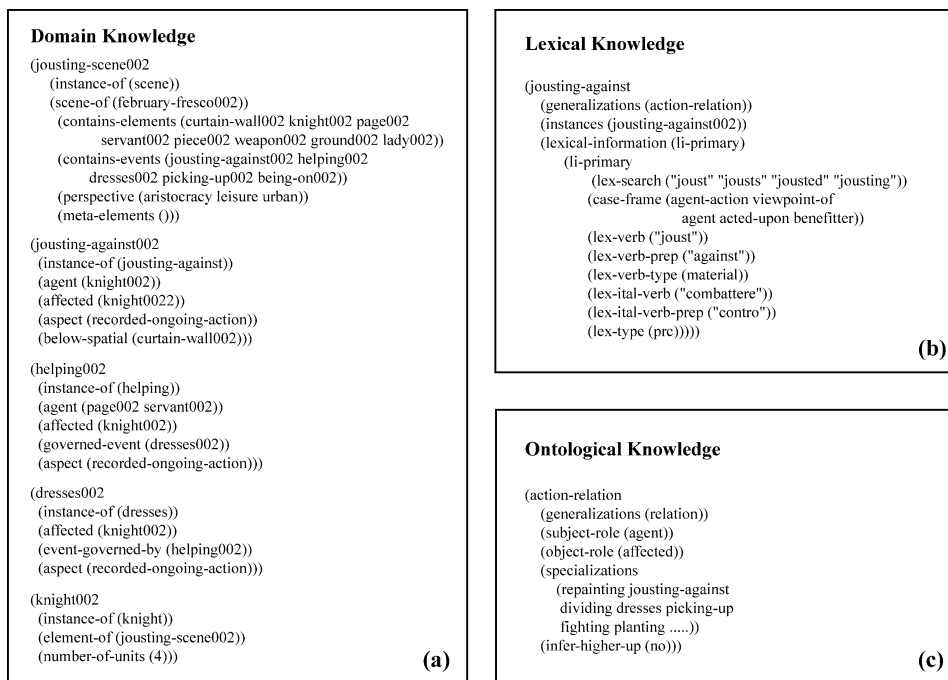 Domain Knowledge
(jousting-scene002
(instance-of (scene))
(scene-of (february-fresco002))
(contains-elements (curtain-wall002 knight002 page002
servant002 piece002 weapon002 ground002 lady002))
(contains-events (jousting-against002 helping002
dresses002 picking-up002 being-on002))
(perspective (aristocracy leisure urban))
(meta-elements ()))
(jousting-against002
(instance-of (jousting-against))
(agent (knight002))
(affected (knight0022))
(aspect (recorded-ongoing-action))
(below-spatial (curtain-wall002)))
(helping002
(instance-of (helping))
(agent (page002 servant002))
(affected (knight002))
(governed-event (dresses002))
(aspect (recorded-ongoing-action)))
(dresses002
(instance-of (dresses))
(affected (knight002))
(event-governed-by (helping002))
(aspect (recorded-ongoing-action)))
(knight002
(instance-of (knight))
(element-of (jousting-scene002))
(number-of-units (4)))
(a)
Lexical Knowledge
(jousting-against
(generalizations (action-relation))
(instances (jousting-against002))
(lexical-information (li-primary)
(li-primary
(lex-search ("joust" "jousts" "jousted" "jousting"))
(case-frame (agent-action viewpoint-of
agent acted-upon benefitter))
(lex-verb ("joust"))
(lex-verb-prep ("against"))
(lex-verb-type (material))
(lex-ital-verb ("combattere"))
(lex-ital-verb-prep ("contro"))
(lex-type (prc)))))
(b)
Ontological Knowledge
(action-relation
(generalizations (relation))
(subject-role (agent))
(object-role (affected))
(specializations
(repainting jousting-against
dividing dresses picking-up
fighting planting .....))
(infer-higher-up (no)))
(c)